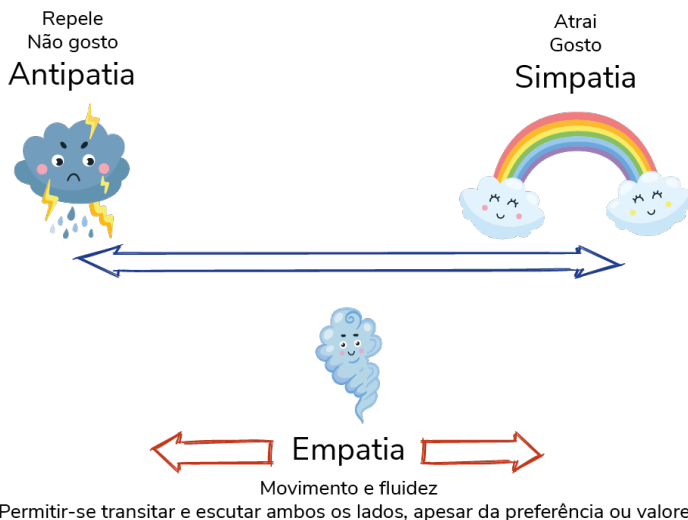 Repele
Não gosto
Antipatia
Atrai
Gosto
Simpatia
Empatia
Movimento e fluidez
Permitir-se transitar e escutar ambos os lados, apesar da preferência ou valore